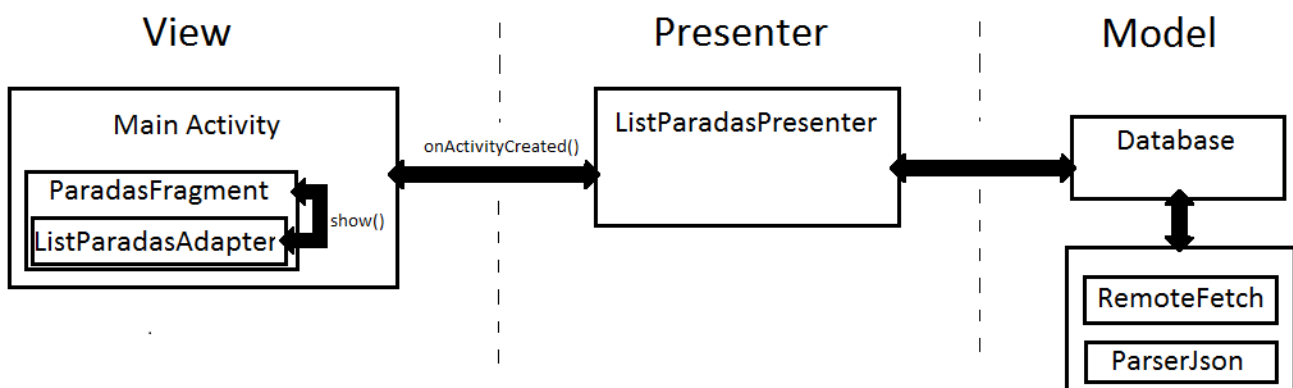 View
Presenter
Model
Main Activity
ParadasFragment
ListParadasAdapter
show()
onActivityCreated()
ListParadasPresenter
Database
RemoteFetch
ParserJson